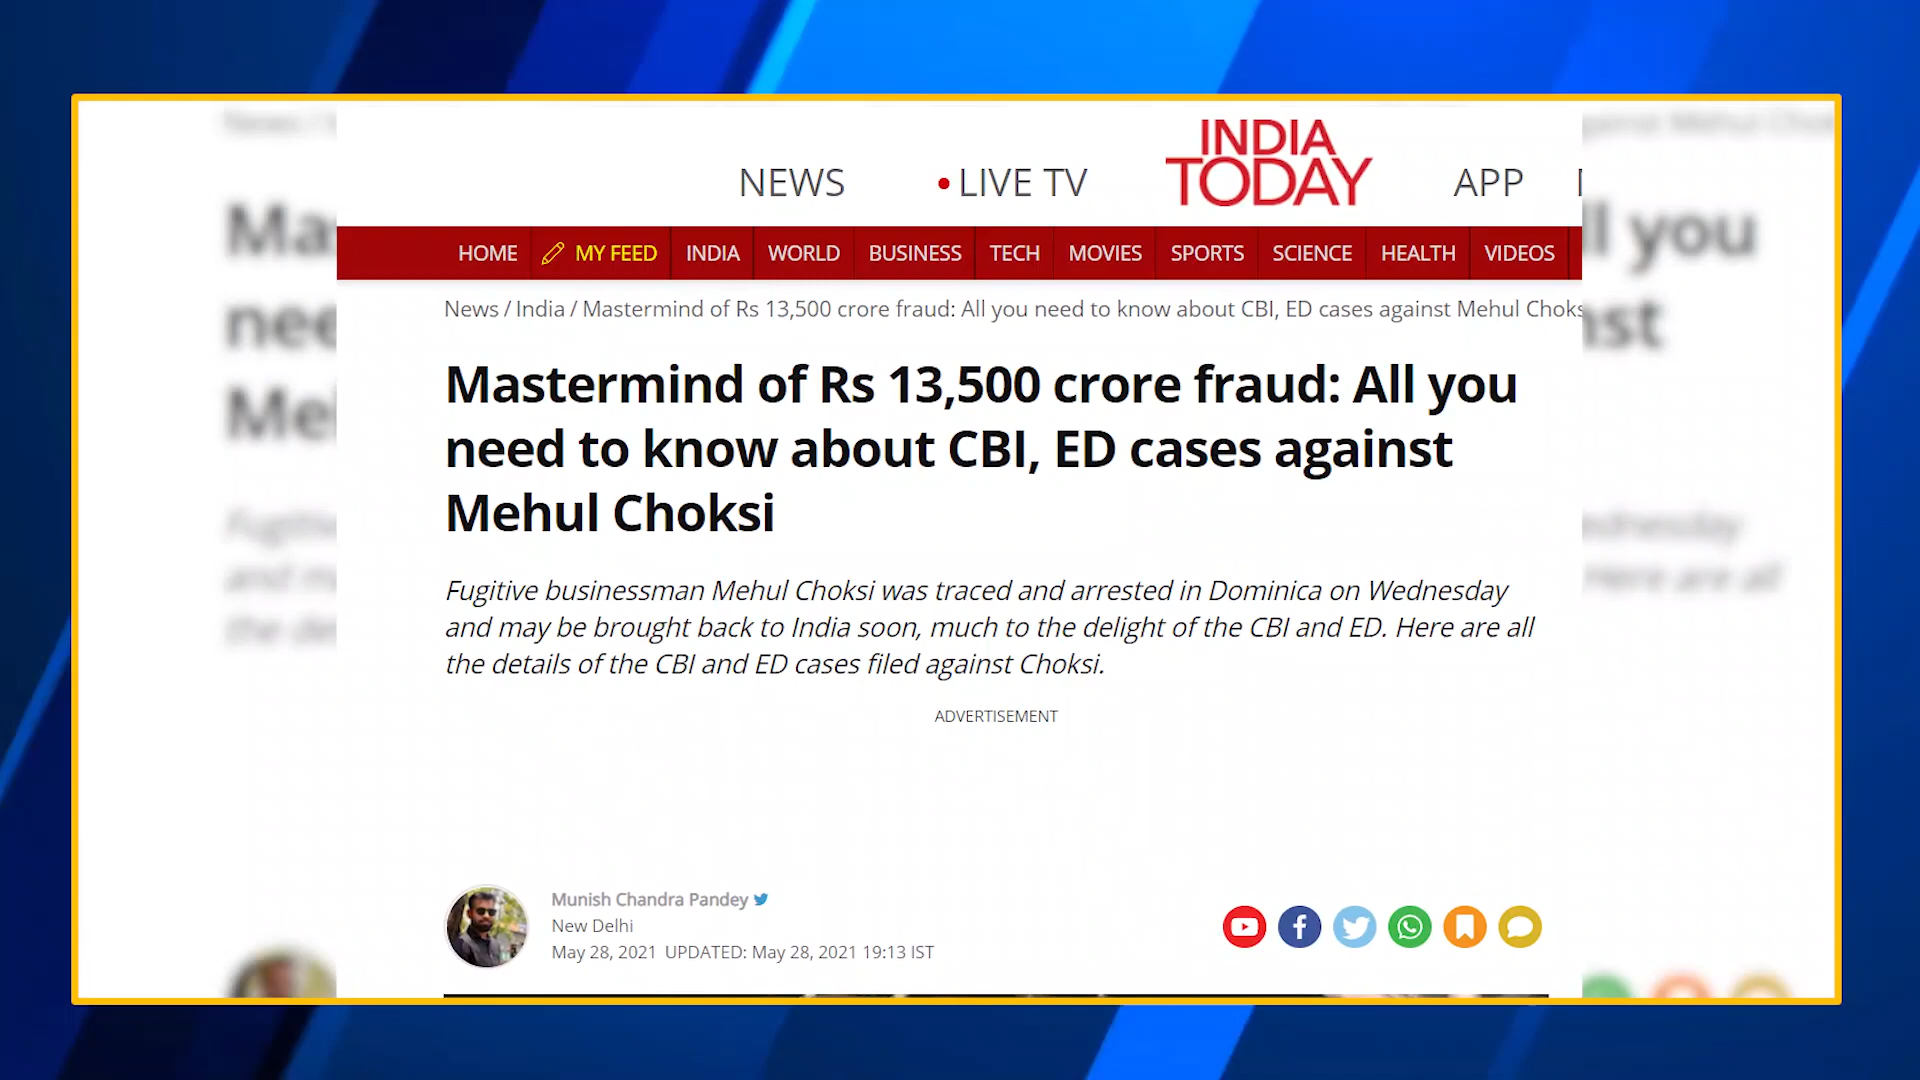 INDIA
TODAY
NEWS
LIVE TV
APP
HOME
MY FEED
INDIA
WORLD
BUSINESS
TECH
MOVIES
SPORTS
SCIENCE
HEALTH
VIDEOS
News / India / Mastermind of Rs 13,500 crore fraud: All you need to know about CBI, ED cases against Mehul Choks
Mastermind of Rs 13,500 crore fraud: All you
need to know about CBI, ED cases against
Mehul Choksi
Fugitive businessman Mehul Choksi was traced and arrested in Dominica on Wednesday
and may be brought back to India soon, much to the delight of the CBI and ED. Here are all
the details of the CBI and ED cases filed against Choksi.
ADVERTISEMENT
Munish Chandra Pandey
New Delhi
May 28, 2021 UPDATED: May 28, 2021 19:13 IST